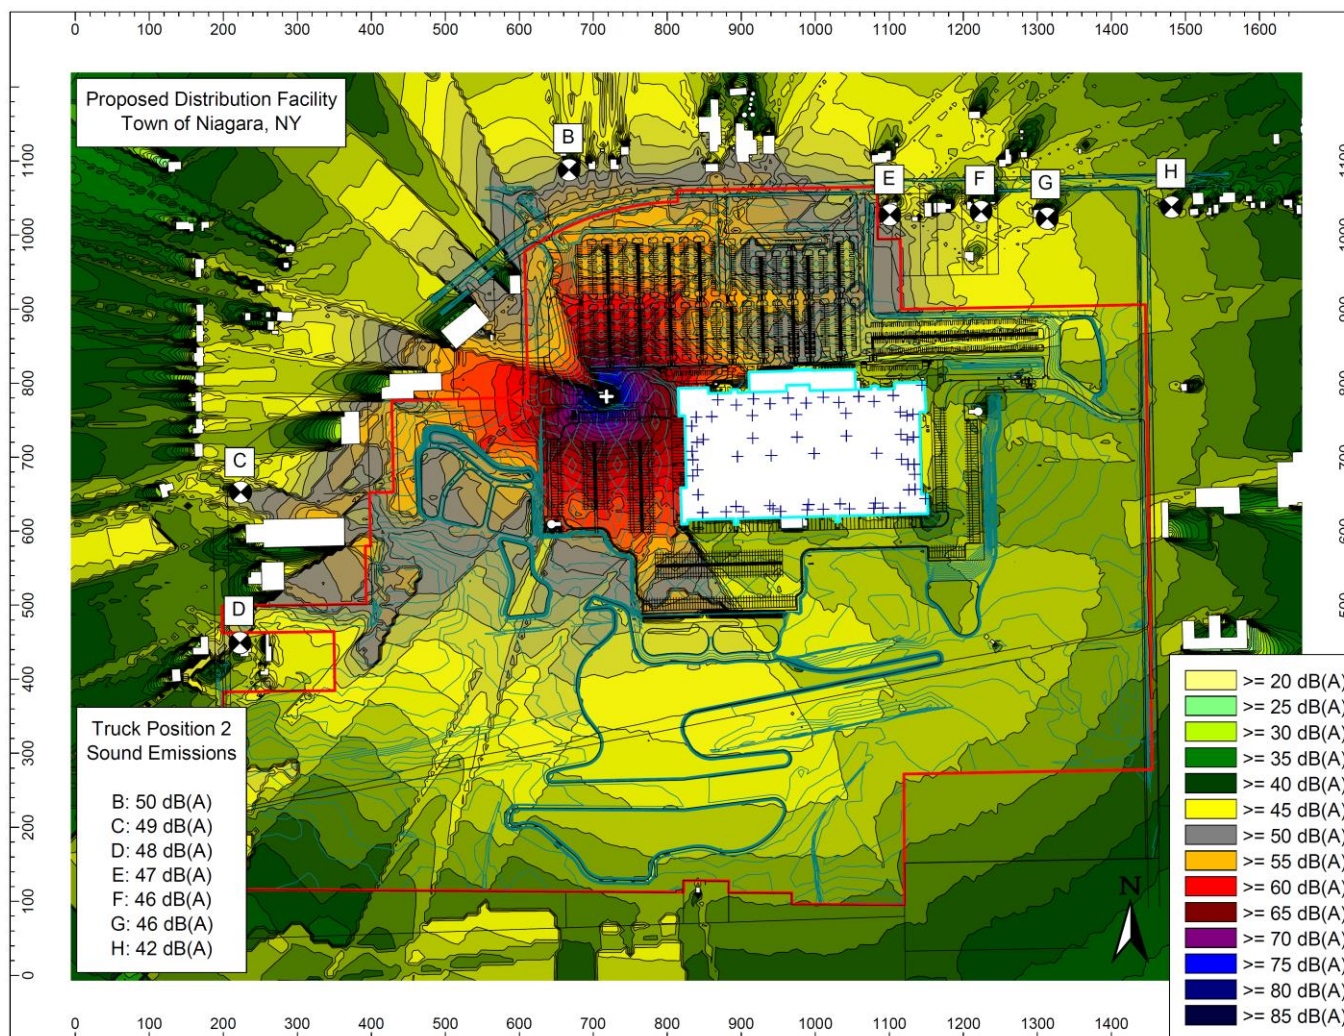 0 100 200 300 400 500 600 700 800 900 1000 1100 1200 1300 1400 1500 1600
Proposed Distribution Facility
Town of Niagara, NY
B
E
F
G
H
C
D
1100
1000
900
800
700
600
500
400
300
200
100
0
Truck Position 2
Sound Emissions
B: 50 dB(A)
C: 49 dB(A)
D: 48 dB(A)
E: 47 dB(A)
F: 46 dB(A)
G: 46 dB(A)
H: 42 dB(A)
>= 20 dB(A)
>= 25 dB(A)
>= 30 dB(A)
>= 35 dB(A)
>= 40 dB(A)
>= 45 dB(A)
>= 50 dB(A)
>= 55 dB(A)
>= 60 dB(A)
>= 65 dB(A)
>= 70 dB(A)
>= 75 dB(A)
>= 80 dB(A)
>= 85 dB(A)
N
800
700
600
0 100 200 300 400 500 600 700 800 900 1000 1100 1200 1300 1400